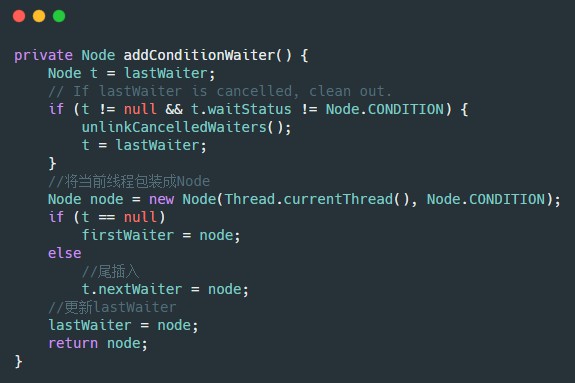 private Node addConditionWaiter() {
    Node t = lastWaiter;
    // If lastWaiter is cancelled, clean out.
    if (t != null && t.waitStatus != Node.CONDITION) {
        unlinkCancelledWaiters();
        t = lastWaiter;
    }
    //将当前线程包装成Node
    Node node = new Node(Thread.currentThread(), Node.CONDITION);
    if (t == null)
        firstWaiter = node;
    else
        //尾插入
        t.nextWaiter = node;
    //更新lastWaiter
    lastWaiter = node;
    return node;
}